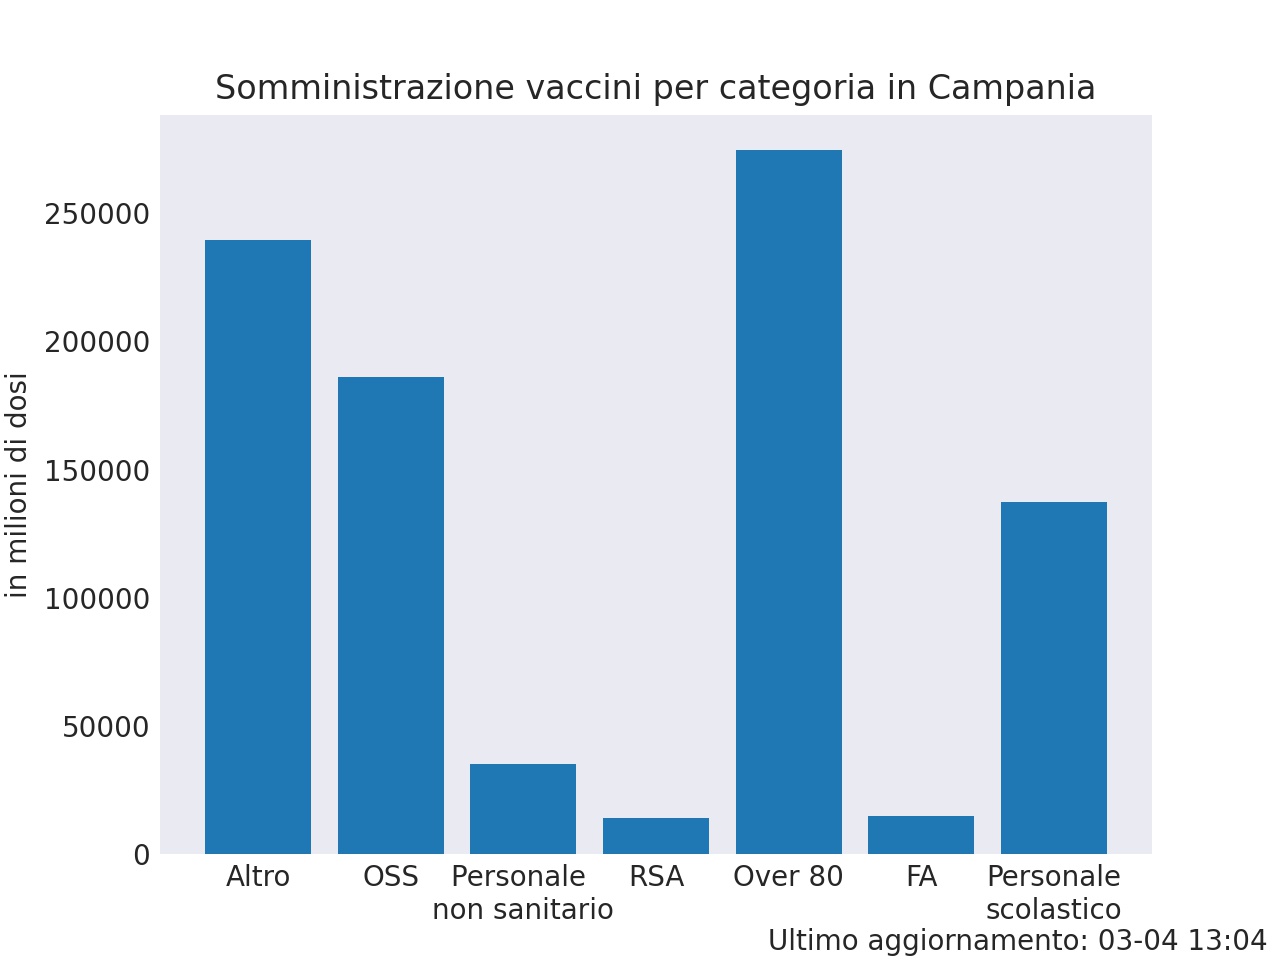 Somministrazione vaccini per categoria in Campania
in milioni di dosi
250000
200000
150000
100000
50000
0
Altro OSS Personale RSA Over 80 FA Personale
non sanitario scolastico
Ultimo aggiornamento: 03-04 13:04